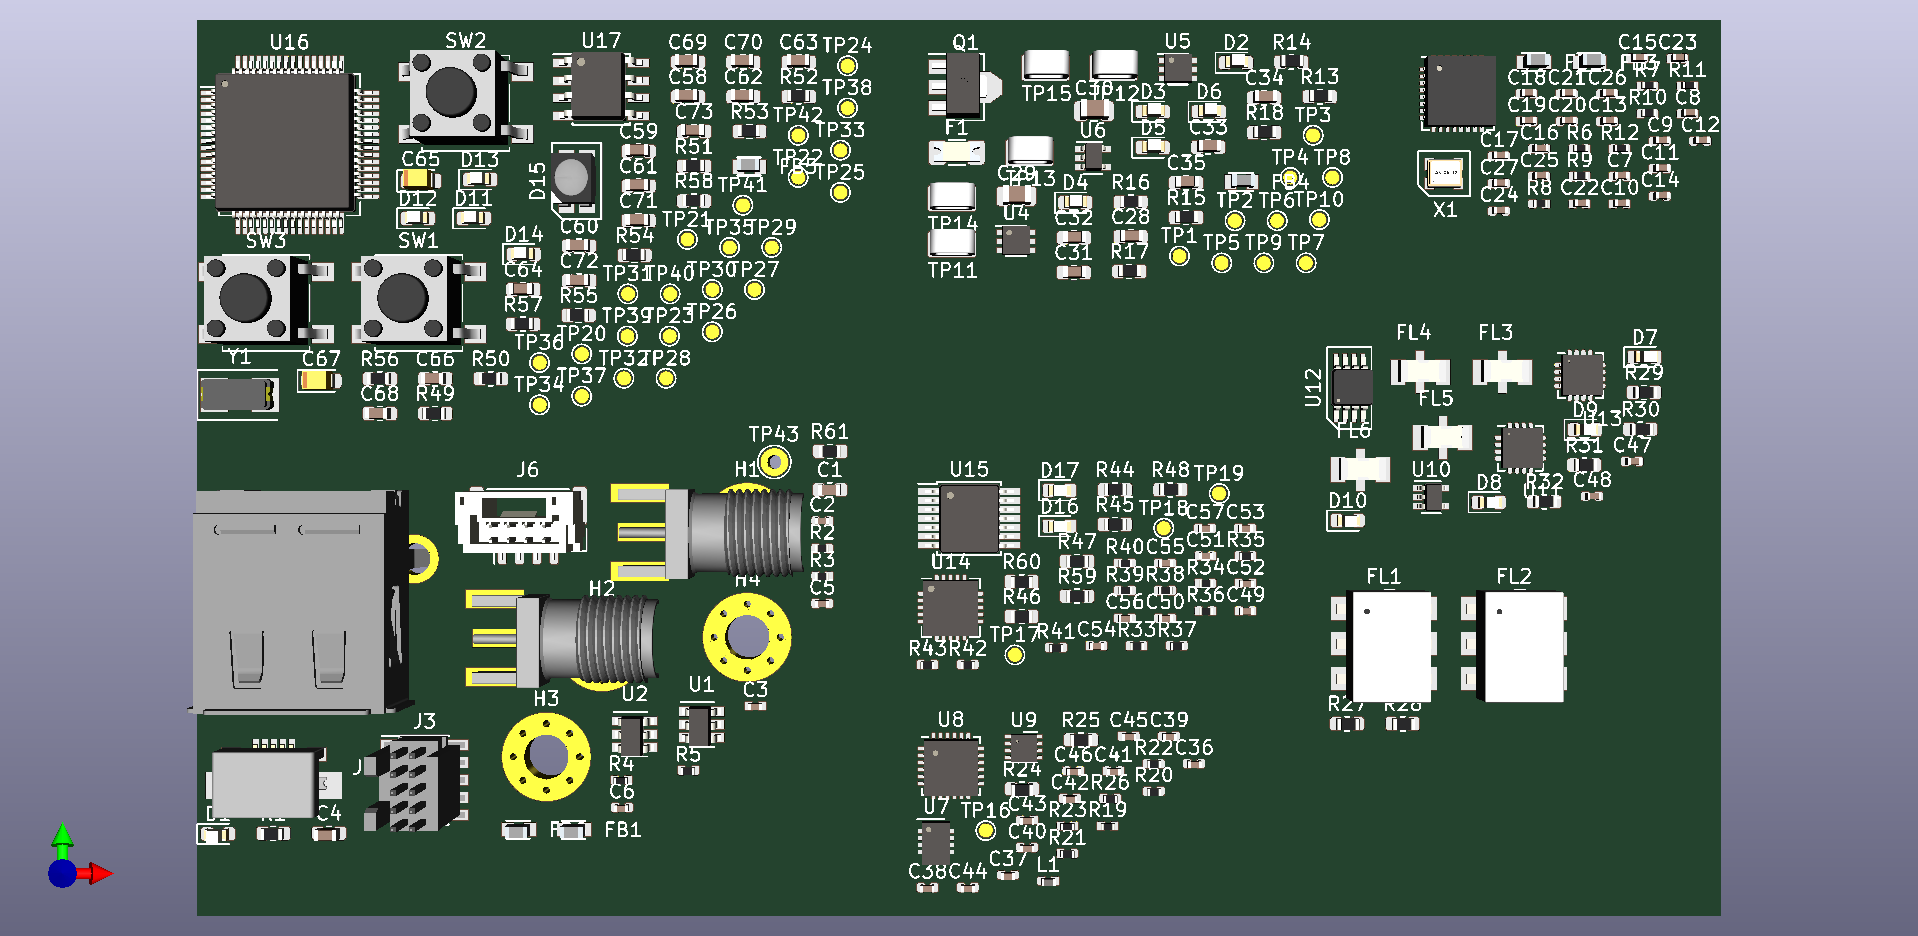 U16
SW2
U17
C69 C70 C63 TP24
C58 C62 R52 TP38
C73 R53 TP42
C59 TP33
R51
C61 TP22
R58 TP25
C65 D13
D15
TP41
D12 D11
C71 TP21
SW3 SW1
D14 C60 R54 TP35 TP29
C64 C72 TP31 TP40 TP30 TP27
R57 R55 TP39 TP23 TP26
Y1 C67 R56 C66 R50
TP36 TP20 TP32 TP28
C68 R49
TP34 TP37
Q1
TP15 TP12
U5 D2 R14
C30
C34 R13
F1
D3 D6
R18 TP3
U6 D5 C33
C29
TP4 TP8
C35 FB4
TP14 U4
D4 R16
R15 TP2 TP6 TP10
C32 C28
TP11
C31 R17
TP1 TP5 TP9 TP7
C15 C23
C18 C21 C26 R7 R11
C19 C20 C13 R10 C8
C16 R6 R12 C9 C12
C17 C25 R9 C7 C11
C24 R8 C22 C10 C14
X1
FL4 FL3 D7
U12
R29
FL5
D9 U13 R30
FL6
R31 C47
U10
D8 R32 C48
D10
FL1 FL2
R27 R28
TP43 R61
J6 H1 C1
C2
R2
R3
H4
C5
H2
H3
U2 U1 C3
J3
R4 R5
C6
C4
FB1
U15 D17 R44 R48 TP19
D16 R45 TP18 C57 C53
U14 R47 R40 C55 C51 R35
R60 R59 R39 R38 R34 C52
R46 C56 C50 R36 C49
TP17 R41 C54 R33 R37
R43 R42
U8 U9 R25 C45 C39
C46 C41 R22 C36
R24 C42 R26 R20
U7 TP16 C43 R23 R19
C40 R21
C38 C44 C37 L1